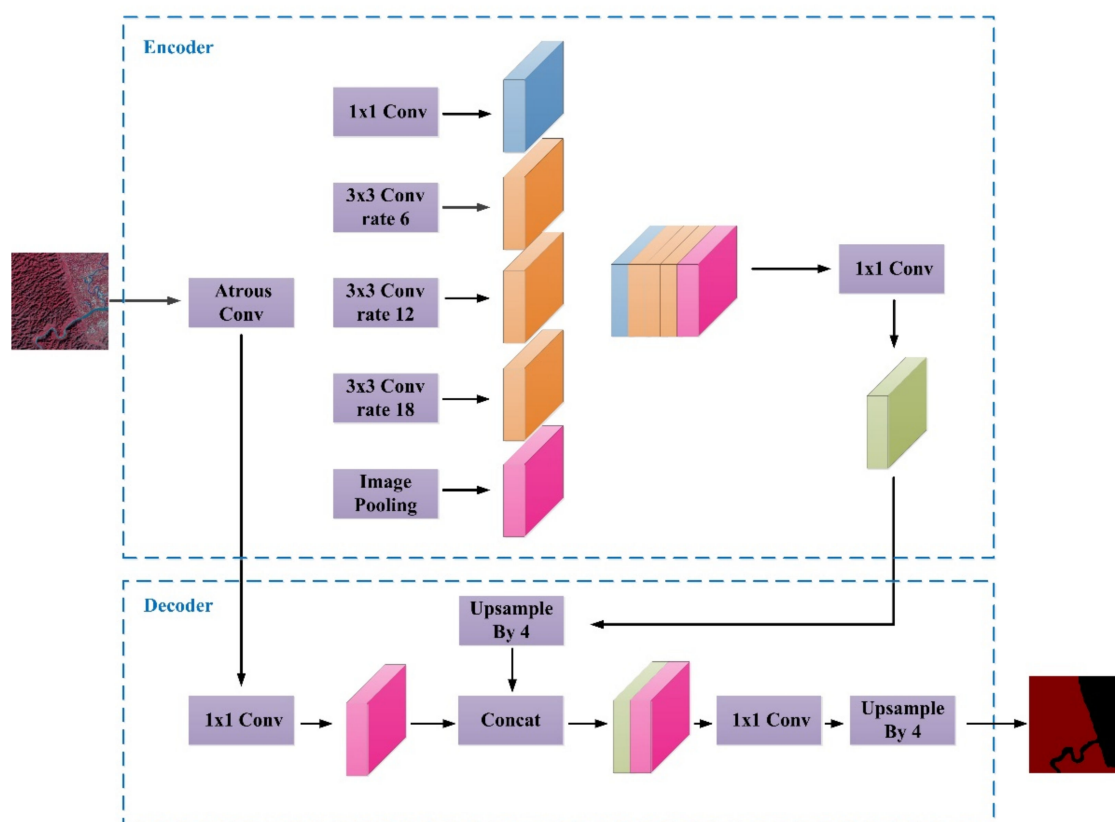 Encoder
1x1 Conv
3x3 Conv
rate 6
Atrous
Conv
3x3 Conv
rate 12
3x3 Conv
rate 18
Image
Pooling
1x1 Conv
Decoder
Upsample
By 4
1x1 Conv
Concat
1x1 Conv
Upsample
By 4